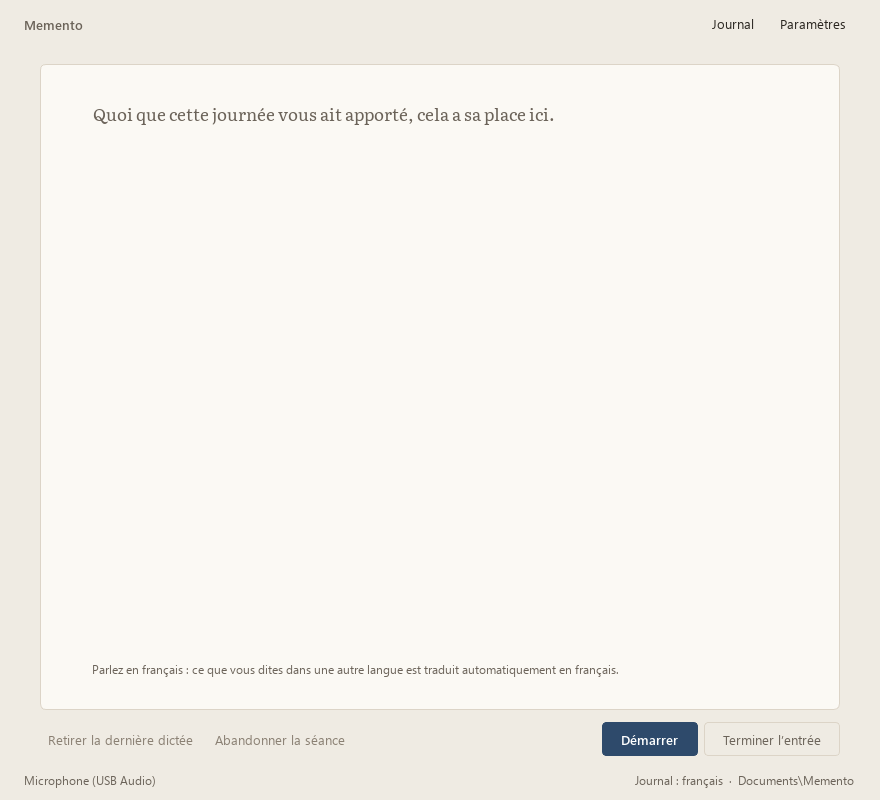 Memento
Journal
Paramètres
Quoi que cette journée vous ait apporté, cela a sa place ici.
Parlez en français : ce que vous dites dans une autre langue est traduit automatiquement en français.
Retirer la dernière dictée
Abandonner la séance
Démarrer
Terminer l'entrée
Microphone (USB Audio)
Journal : français · Documents\Memento